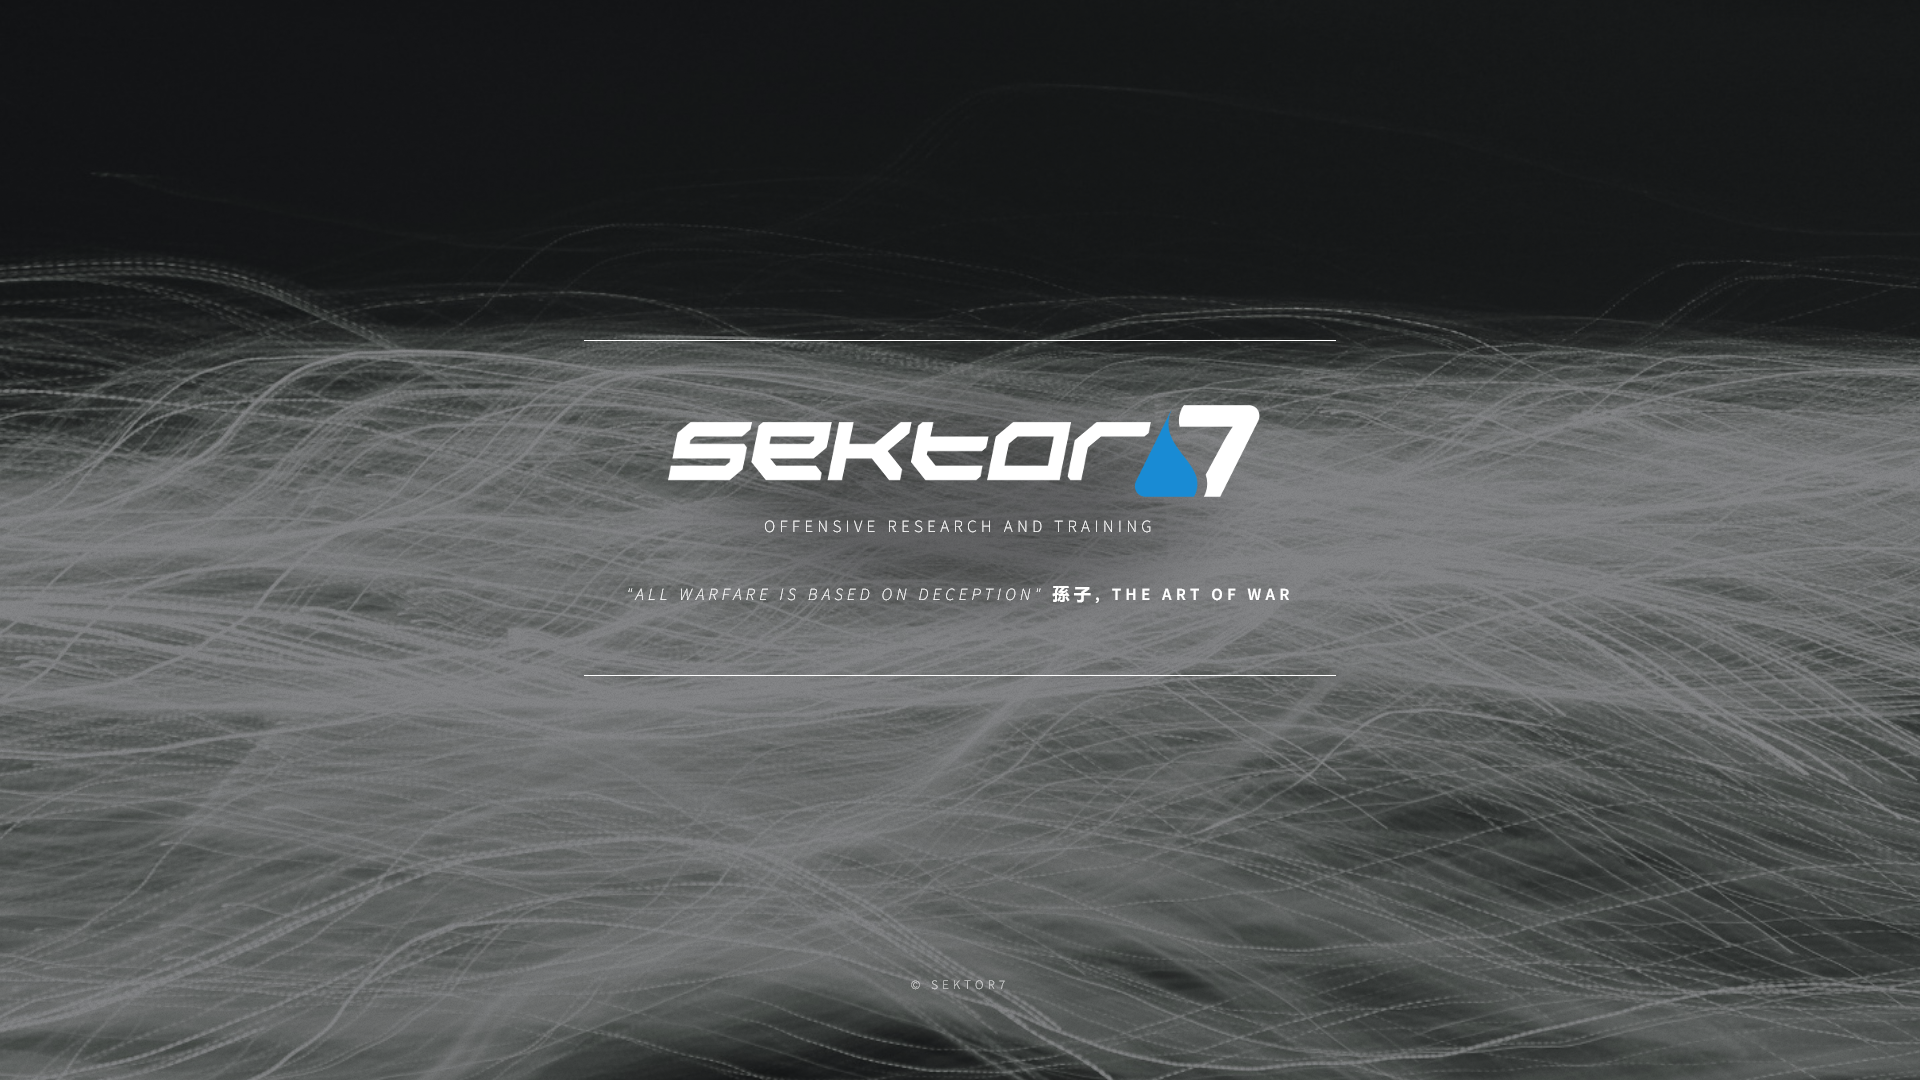 sektor7
OFFENSIVE RESEARCH AND TRAINING
"ALL WARFARE IS BASED ON DECEPTION" 孫子, THE ART OF WAR
© SEKTOR7